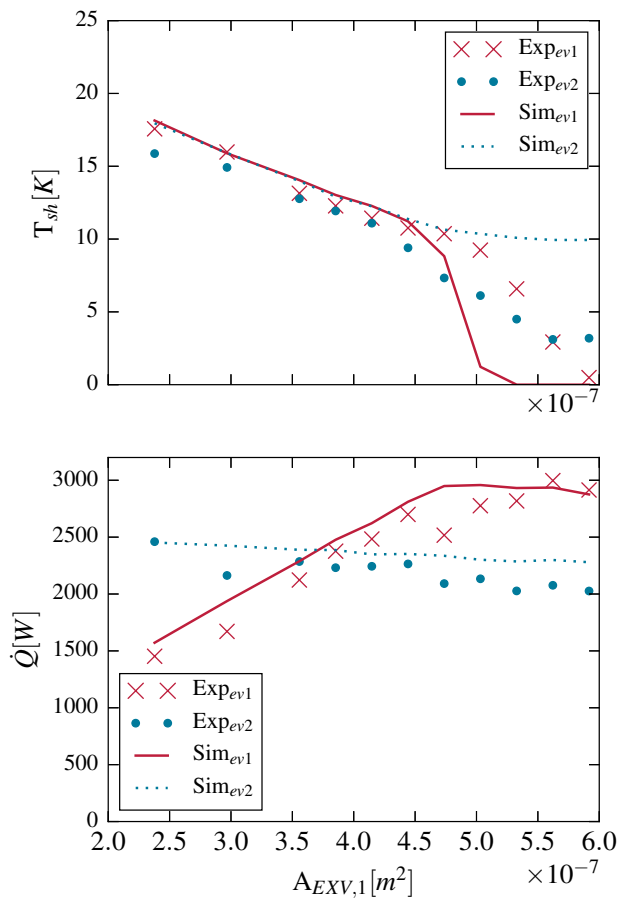 25
20
15
10
5
0
T_sh[K]
Exp_ev1
Exp_ev2
Sim_ev1
Sim_ev2
×10⁻⁷
3000
2500
2000
1500
1000
500
0
Q̇[W]
Exp_ev1
Exp_ev2
Sim_ev1
Sim_ev2
2.0 2.5 3.0 3.5 4.0 4.5 5.0 5.5 6.0
×10⁻⁷
A_EXV,1[m²]